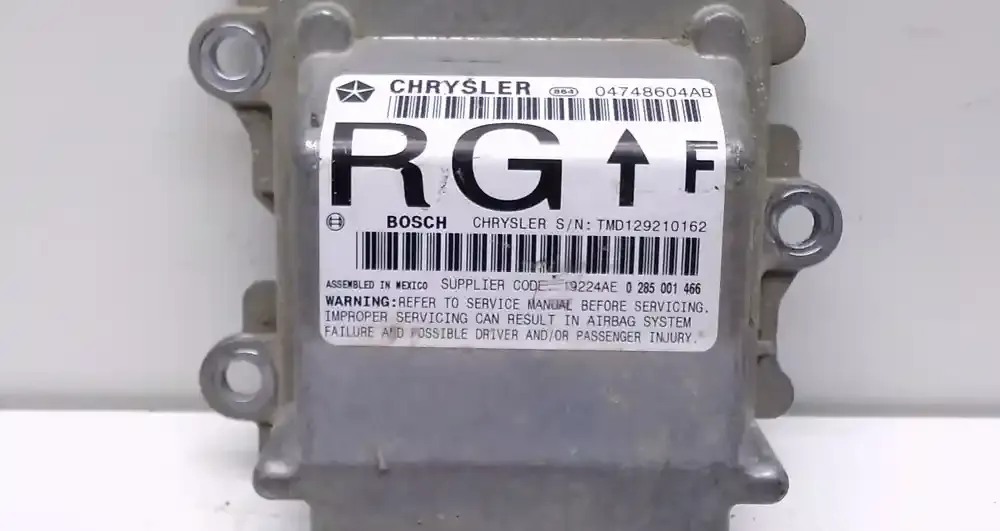 CHRYSLER 864 04748604AB
RG F
BOSCH CHRYSLER S/N: TMD129210162
ASSEMBLED IN MEXICO SUPPLIER CODE 19224AE 0 285 001 466
WARNING: REFER TO SERVICE MANUAL BEFORE SERVICING.
IMPROPER SERVICING CAN RESULT IN AIRBAG SYSTEM
FAILURE AND POSSIBLE DRIVER AND/OR PASSENGER INJURY.